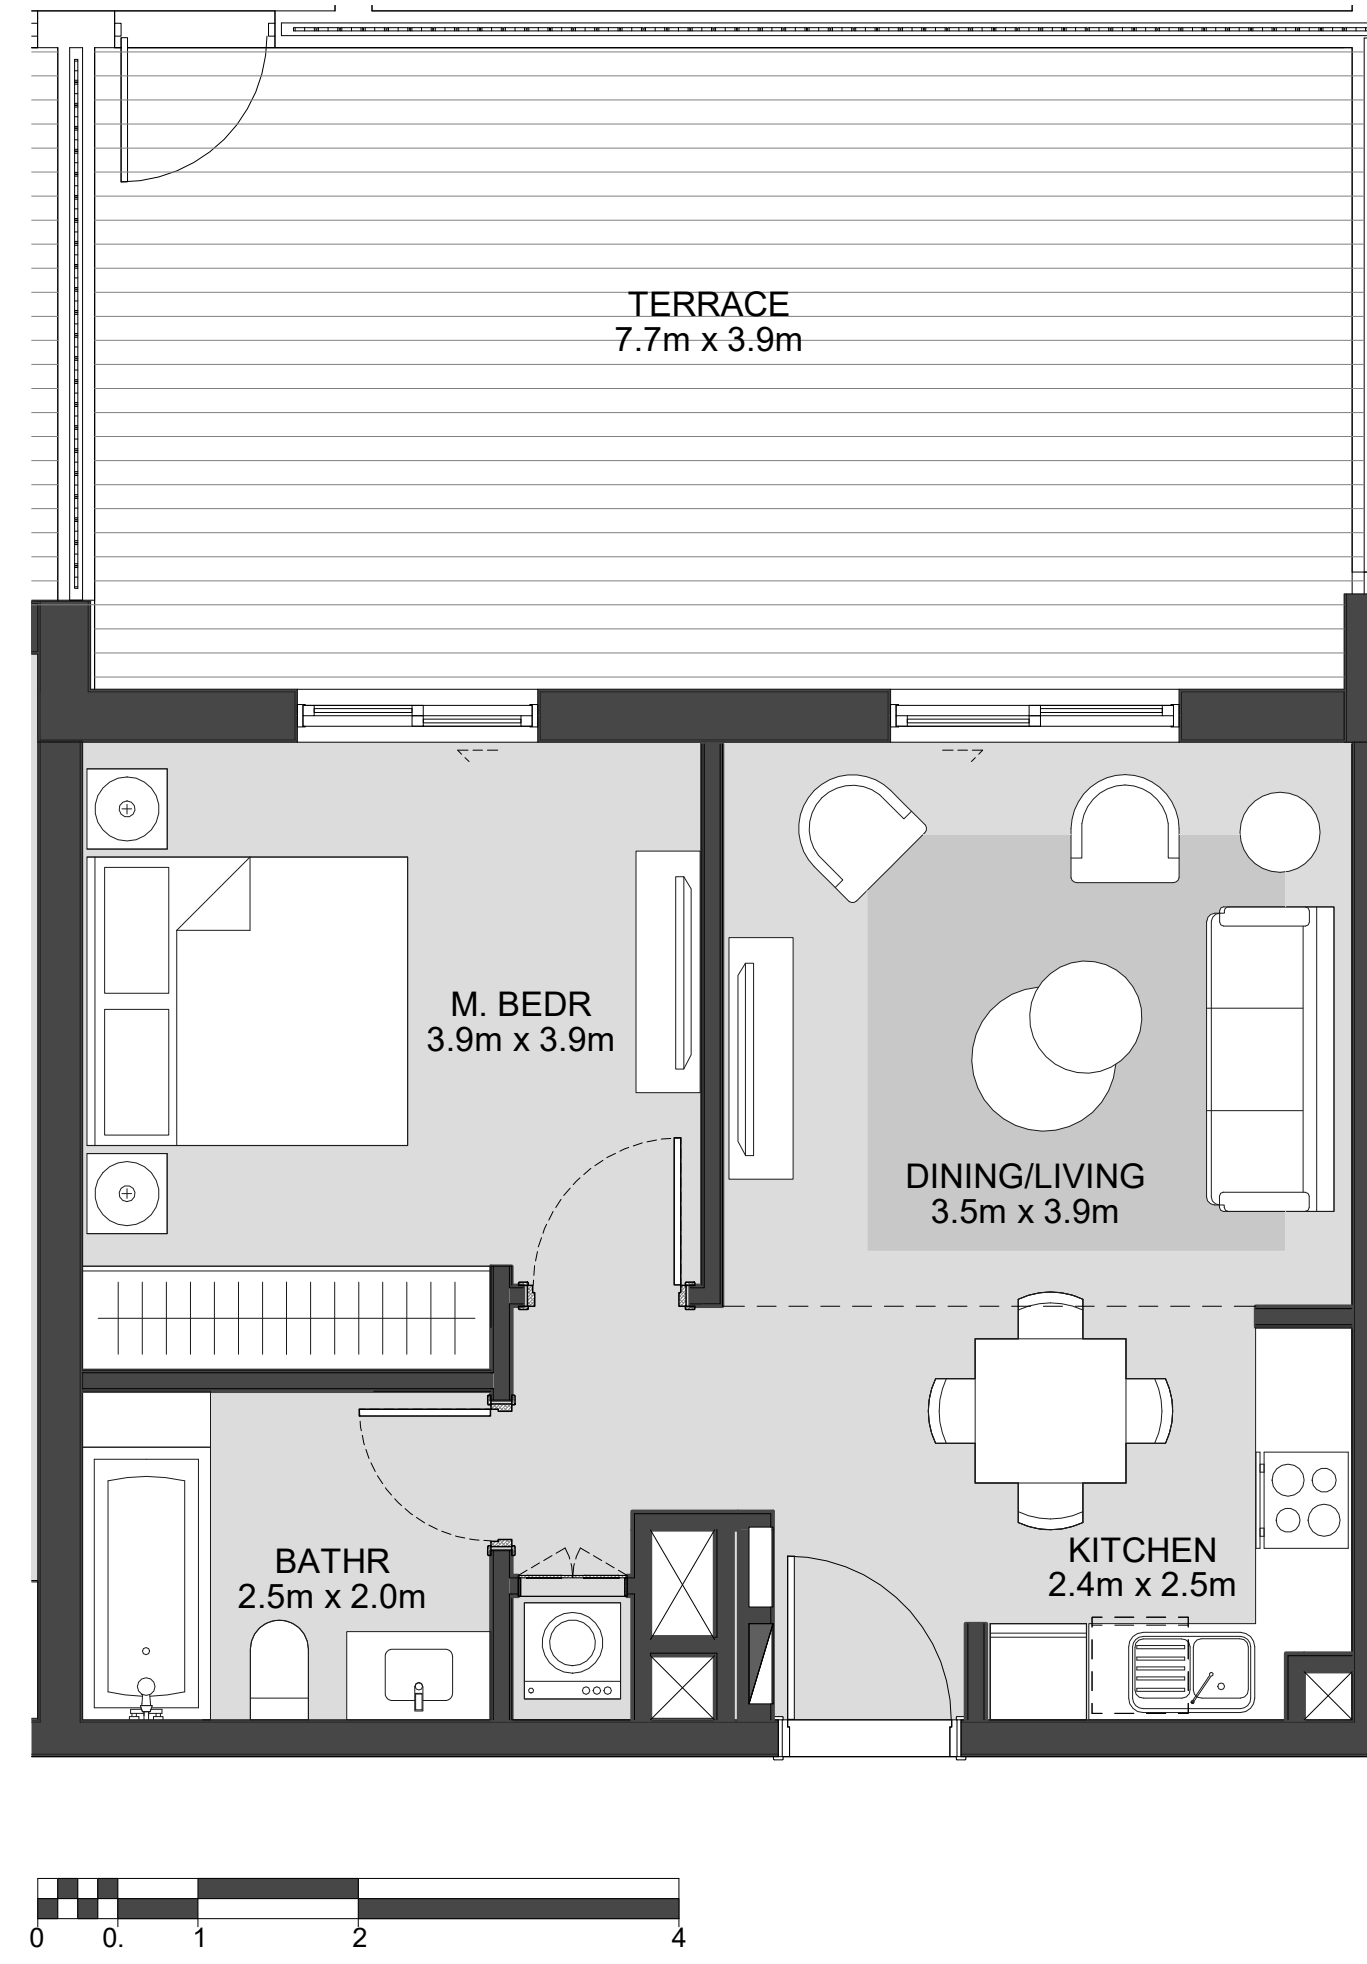 TERRACE
7.7m x 3.9m
M. BEDR
3.9m x 3.9m
DINING/LIVING
3.5m x 3.9m
BATHR
2.5m x 2.0m
KITCHEN
2.4m x 2.5m
0 0. 1 2 4